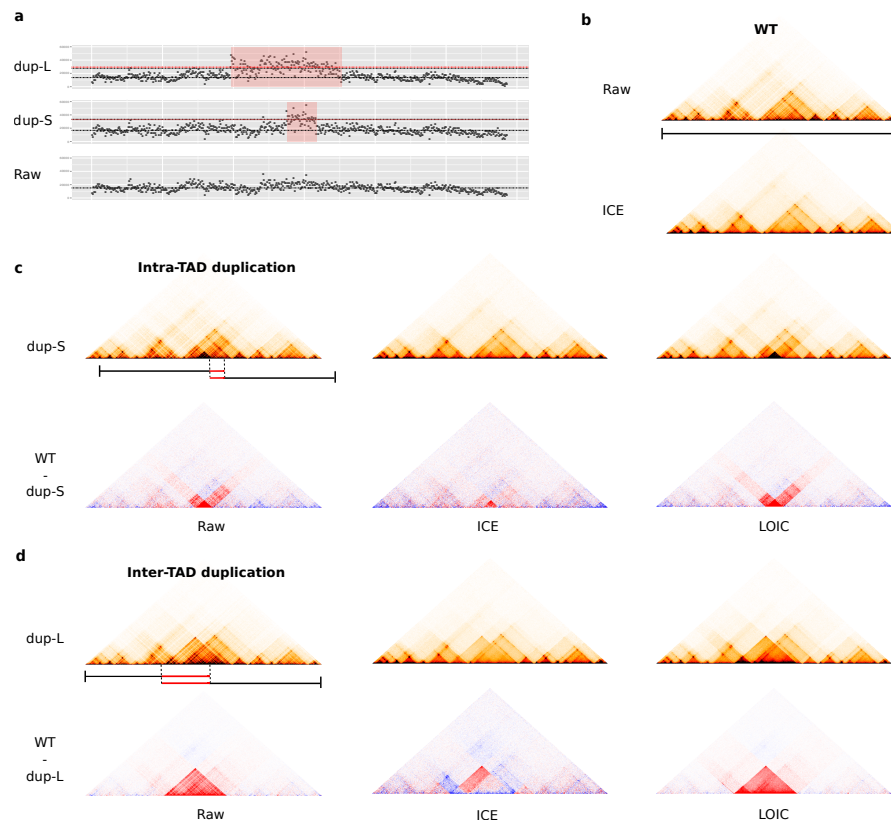 a
dup-L
dup-S
Raw
b
WT
Raw
ICE
c
Intra-TAD duplication
dup-S
WT
-
dup-S
Raw
ICE
LOIC
d
Inter-TAD duplication
dup-L
WT
-
dup-L
Raw
ICE
LOIC